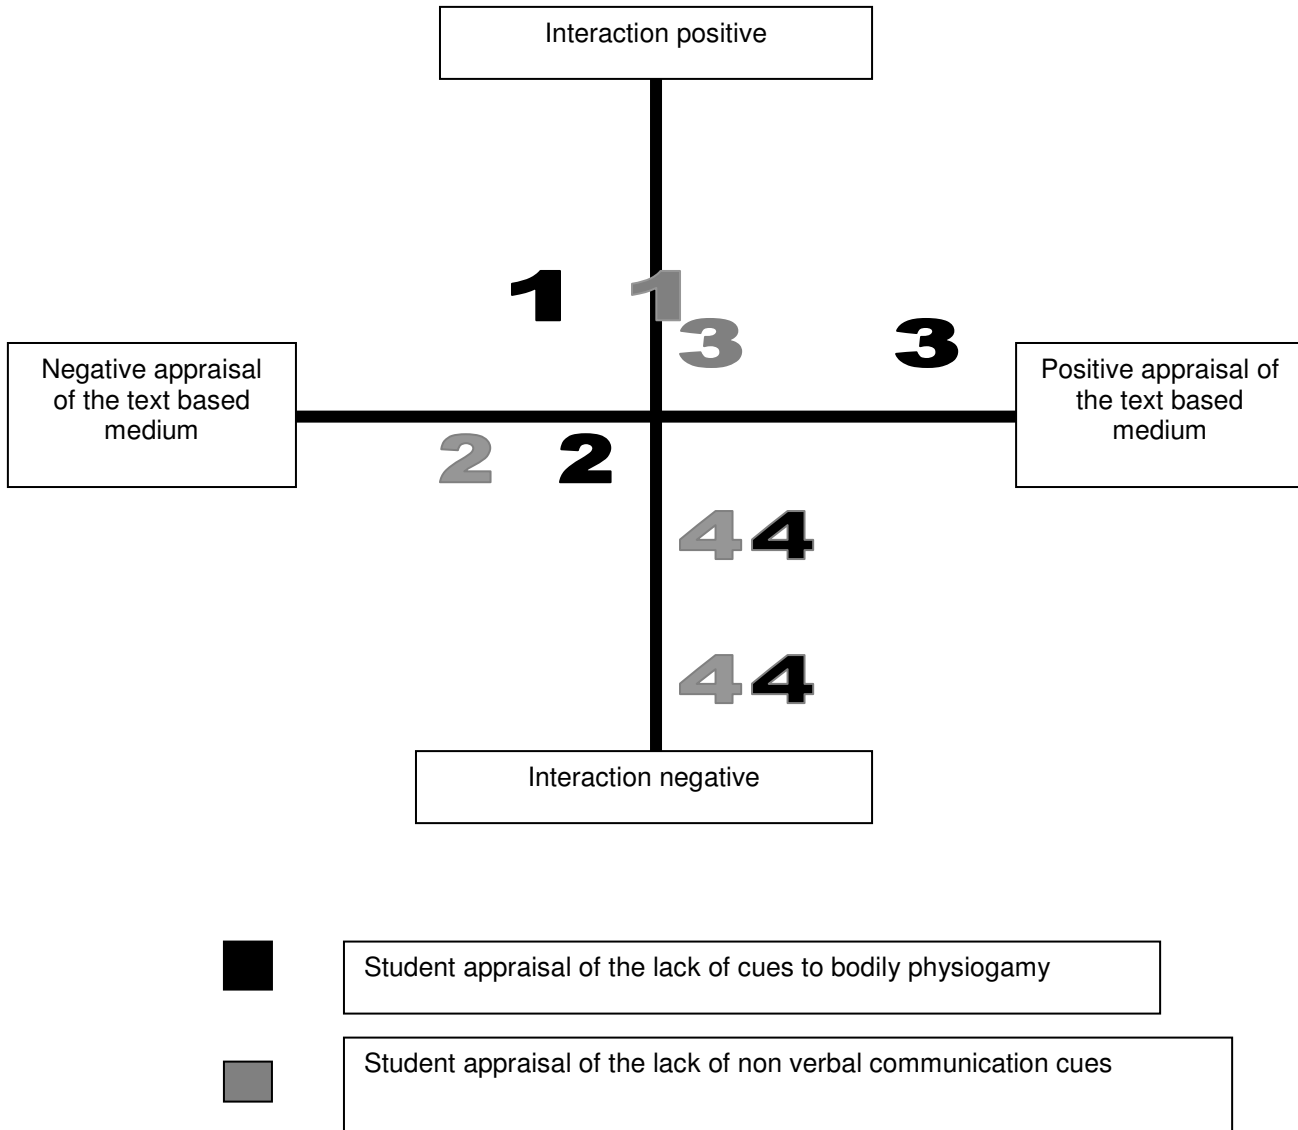 Interaction positive
1 1
3 3
Negative appraisal
of the text based
medium
Positive appraisal of
the text based
medium
2 2
4 4
4 4
Interaction negative
Student appraisal of the lack of cues to bodily physiogamy
Student appraisal of the lack of non verbal communication cues